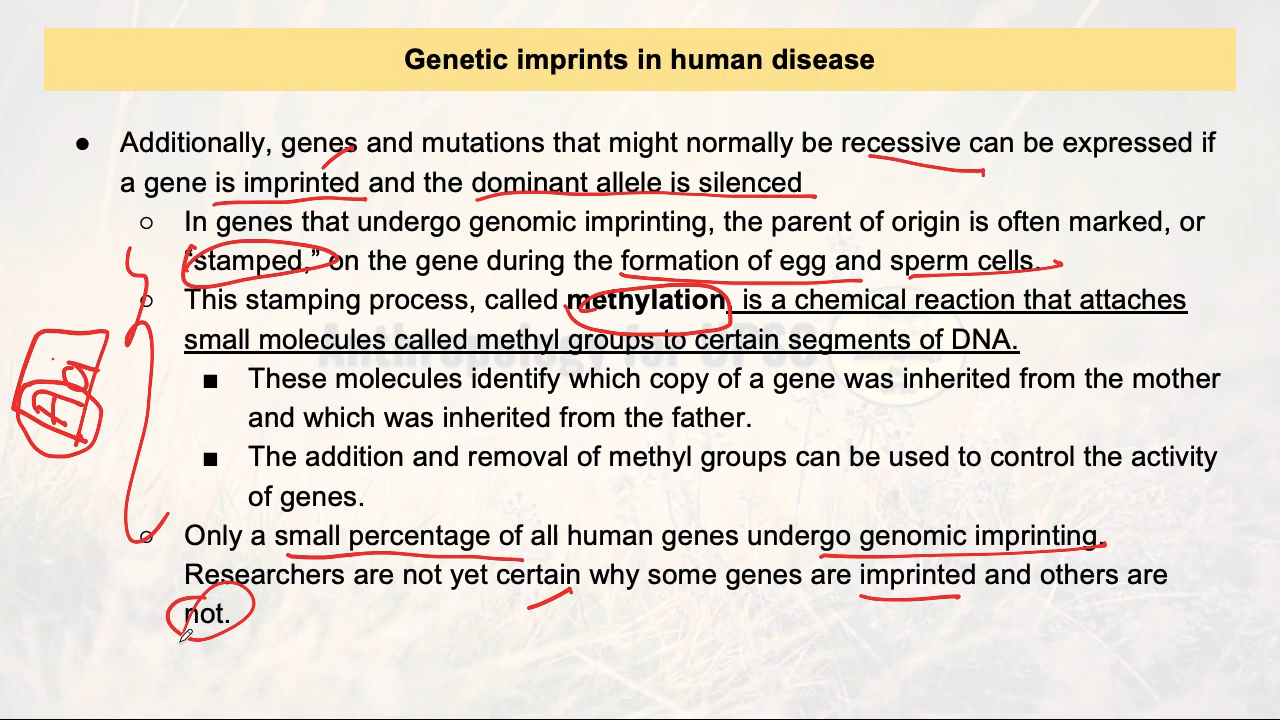 Genetic imprints in human disease
● Additionally, genes and mutations that might normally be recessive can be expressed if
a gene is imprinted and the dominant allele is silenced
○ In genes that undergo genomic imprinting, the parent of origin is often marked, or
“stamped,” on the gene during the formation of egg and sperm cells.
○ This stamping process, called methylation, is a chemical reaction that attaches
small molecules called methyl groups to certain segments of DNA.
Anthropology for UPSC
■ These molecules identify which copy of a gene was inherited from the mother
and which was inherited from the father.
■ The addition and removal of methyl groups can be used to control the activity
of genes.
○ Only a small percentage of all human genes undergo genomic imprinting.
Researchers are not yet certain why some genes are imprinted and others are
not.